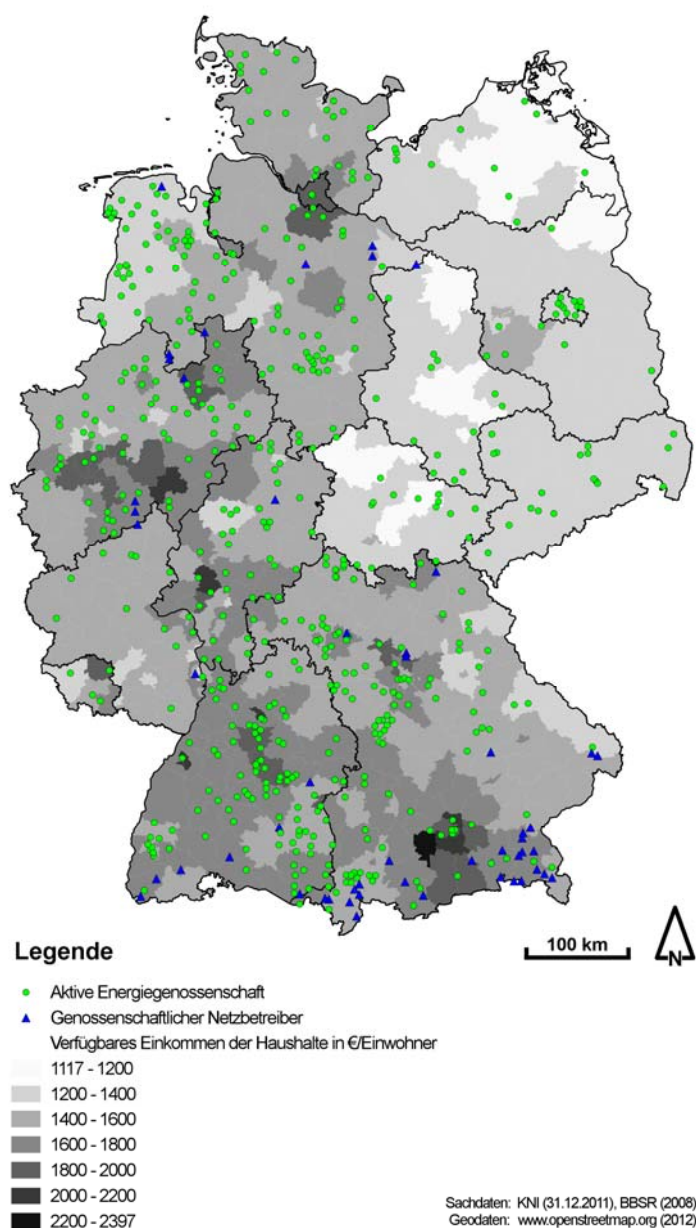 Legende
100 km
N
Aktive Energiegenossenschaft
Genossenschaftlicher Netzbetreiber
Verfügbares Einkommen der Haushalte in €/Einwohner
1117 - 1200
1200 - 1400
1400 - 1600
1600 - 1800
1800 - 2000
2000 - 2200
2200 - 2397
Sachdaten: KNI (31.12.2011), BBSR (2008)
Geodaten: www.openstreetmap.org (2012)